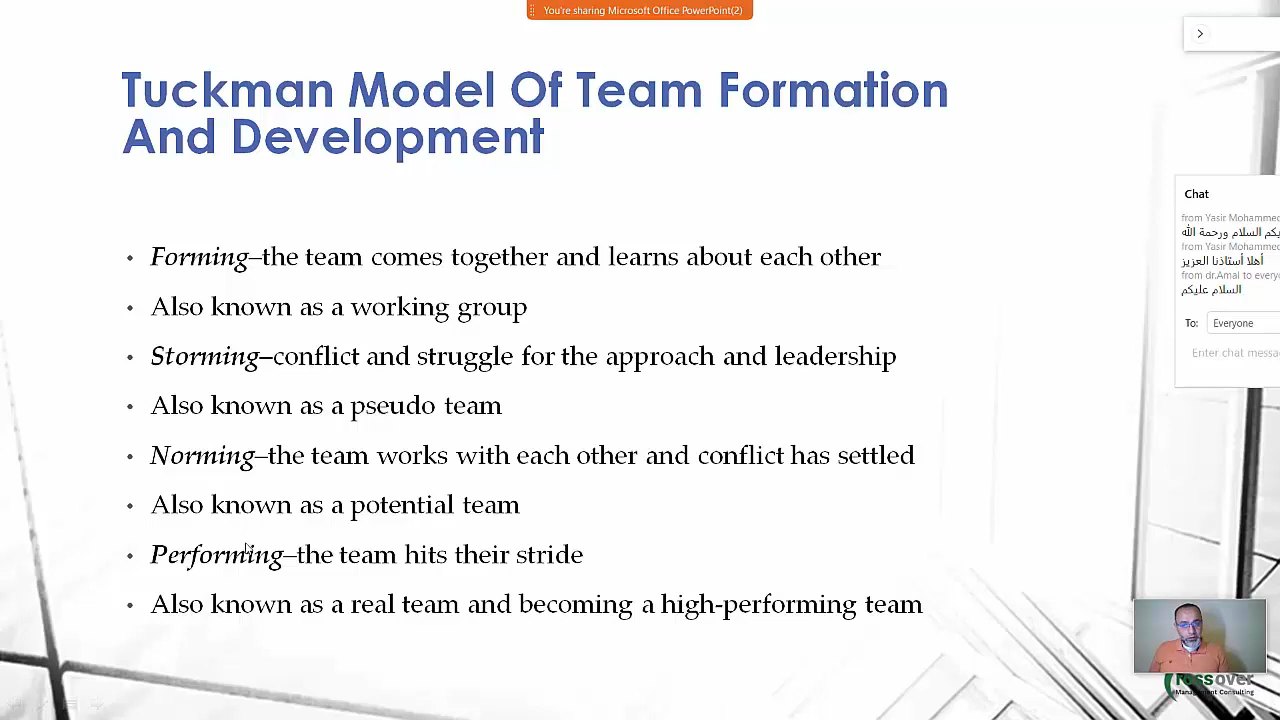 You're sharing Microsoft Office PowerPoint(2)
Tuckman Model Of Team Formation
And Development
• Forming–the team comes together and learns about each other
• Also known as a working group
• Storming–conflict and struggle for the approach and leadership
• Also known as a pseudo team
• Norming–the team works with each other and conflict has settled
• Also known as a potential team
• Performing–the team hits their stride
• Also known as a real team and becoming a high-performing team
Chat
from Yasir Mohammed
السلام ورحمة الله
from Yasir Mohammed
أهلا أستاذنا العزيز
from dr.Amal to
السلام عليكم
To: Everyone
Enter chat
rossover
Management Consulting